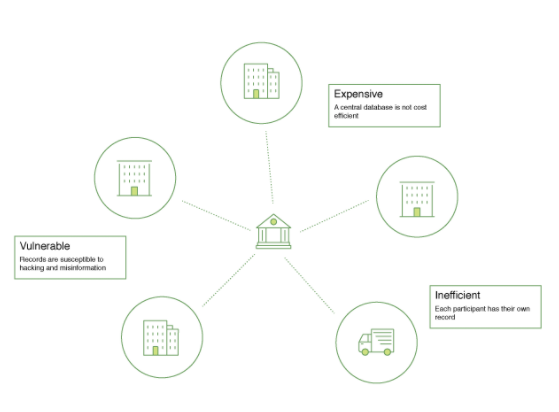 Expensive
A central database is not cost
efficient
Vulnerable
Records are susceptible to
hacking and misinformation
Inefficient
Each participant has their own
record